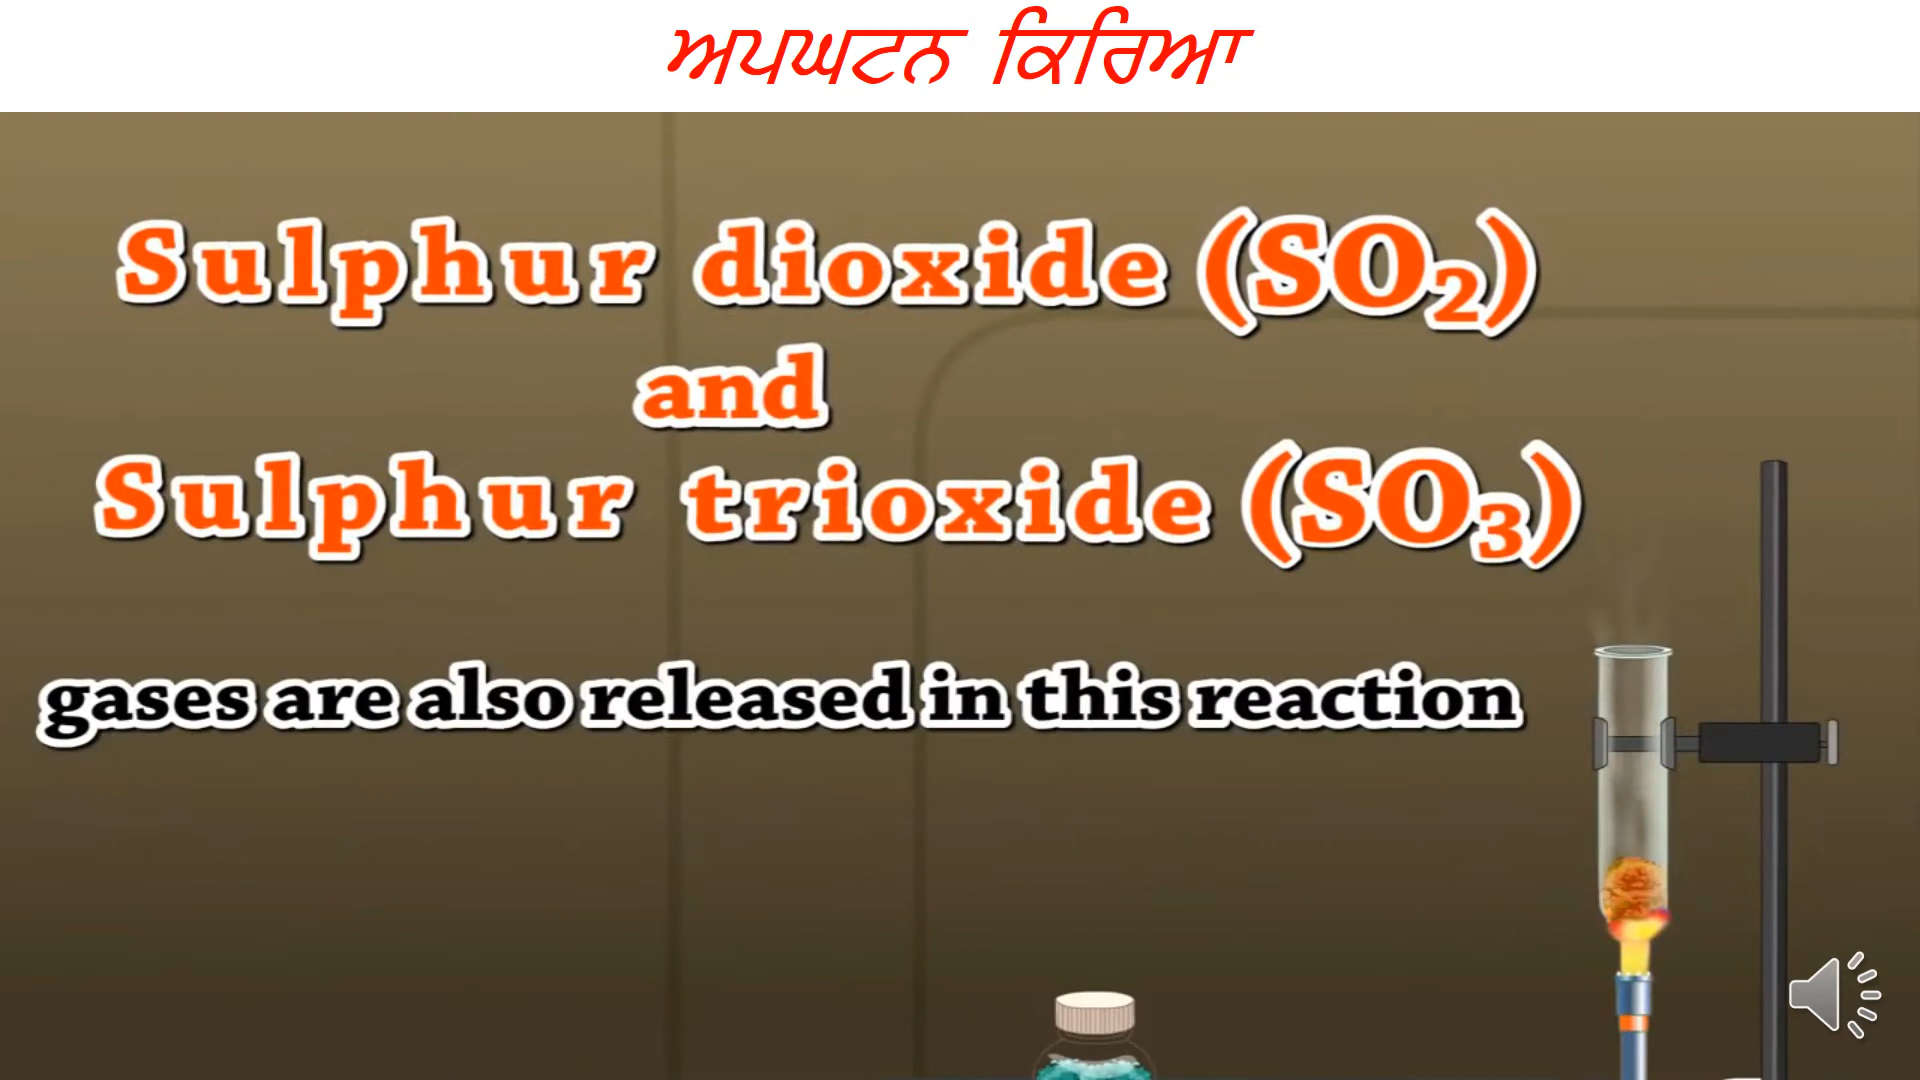 ਅਪਘਟਨ ਕਿਰਿਆ
Sulphur dioxide (SO₂)
and
Sulphur trioxide (SO₃)
gases are also released in this reaction